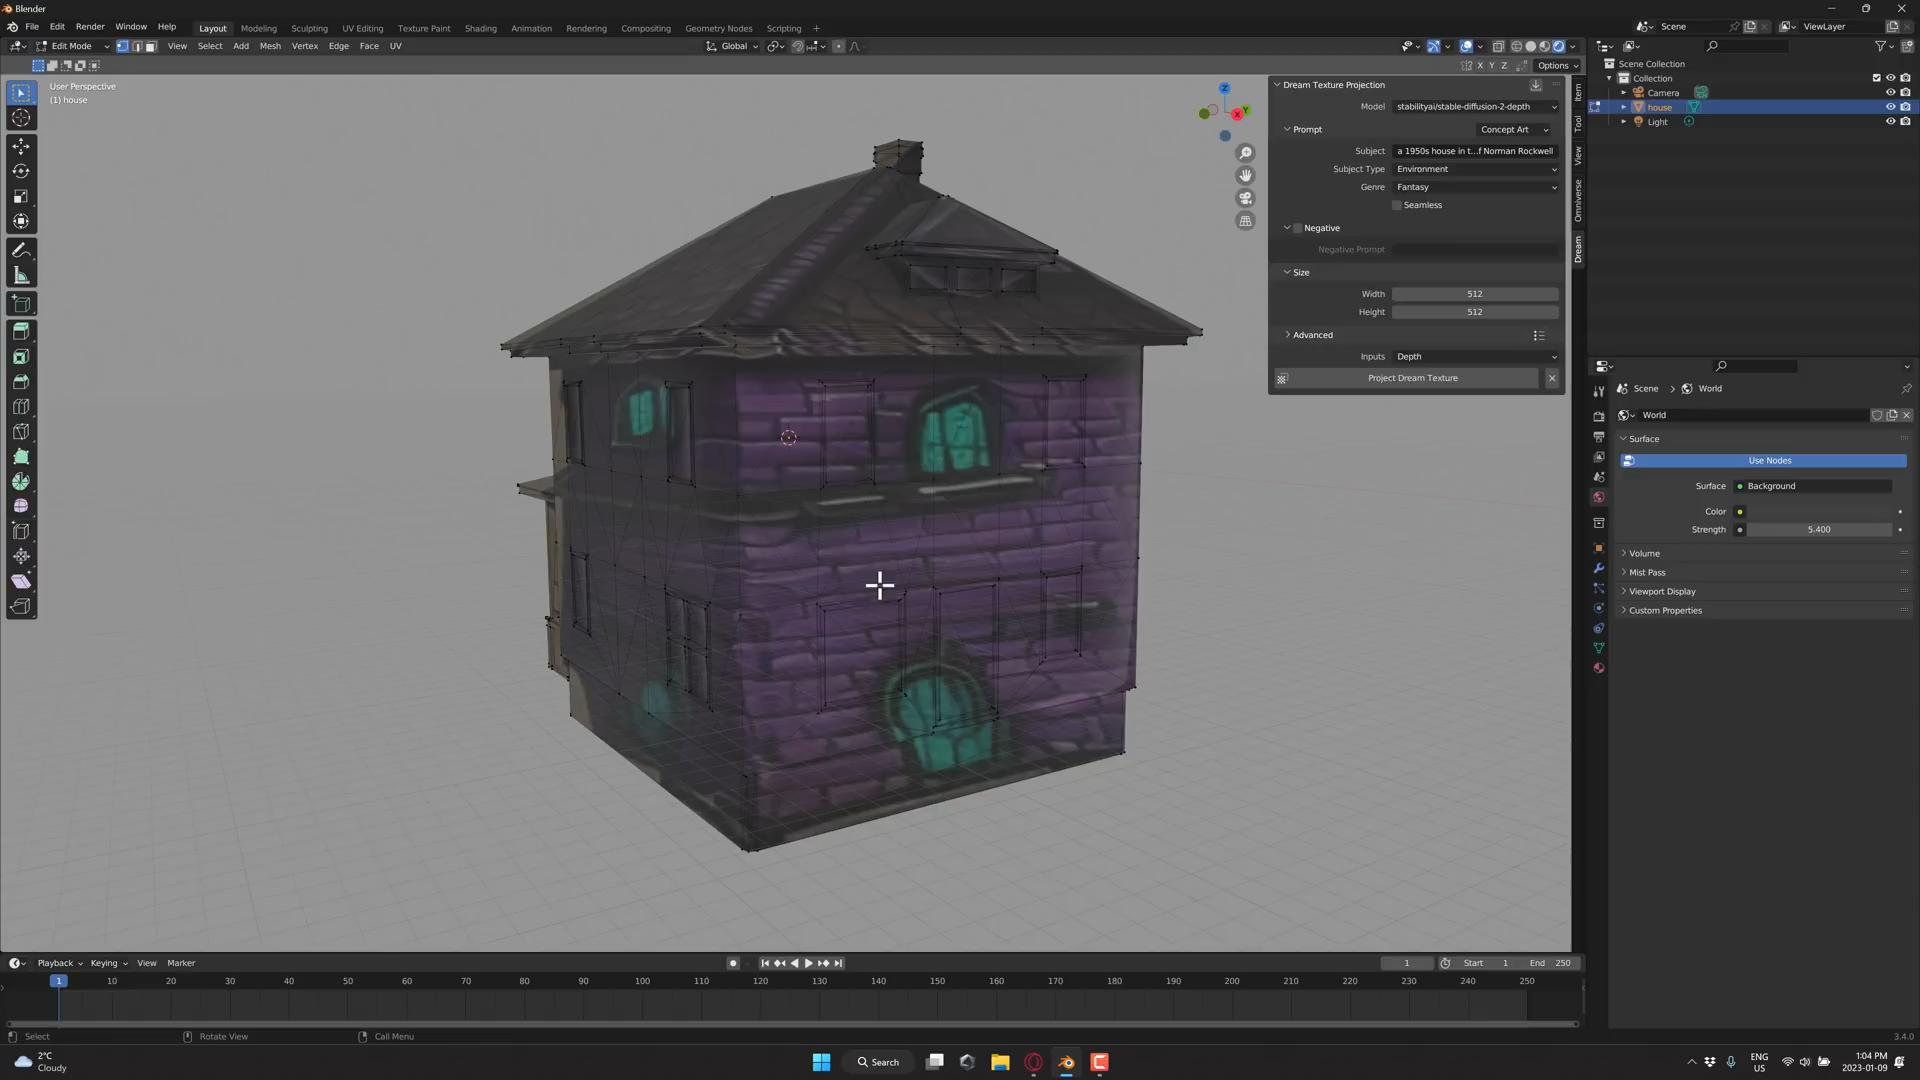 Blender
File Edit Render Window Help
Layout Modeling Sculpting UV Editing Texture Paint Shading Animation Rendering Compositing Geometry Nodes Scripting +
Scene
ViewLayer
Edit Mode View Select Add Mesh Vertex Edge Face UV
Global
X Y Z Options
User Perspective
(1) house
Z
Y
X
Dream Texture Projection
Model stabilityai/stable-diffusion-2-depth
Prompt Concept Art
Subject a 1950s house in t...f Norman Rockwell
Subject Type Environment
Genre Fantasy
Seamless
Negative
Negative Prompt
Size
Width 512
Height 512
Advanced
Inputs Depth
Project Dream Texture
Item
Tool
View
Omniverse
Dream
Scene Collection
Collection
Camera
house
Light
Scene > World
World
Surface
Use Nodes
Surface Background
Color
Strength 5.400
Volume
Mist Pass
Viewport Display
Custom Properties
Playback Keying View Marker
1 Start 1 End 250
1 10 20 30 40 50 60 70 80 90 100 110 120 130 140 150 160 170 180 190 200 210 220 230 240 250
Select Rotate View Call Menu
3.4.0
2°C
Cloudy
Search
ENG
US
1:04 PM
2023-01-09